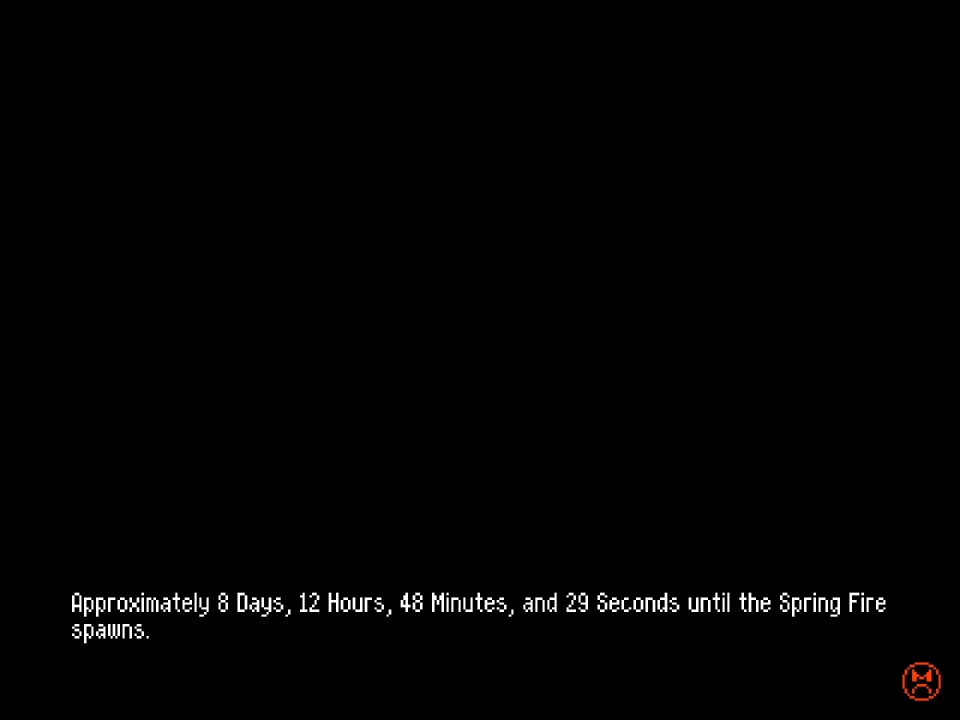 Approximately 8 Days, 12 Hours, 48 Minutes, and 29 Seconds until the Spring Fire
spawns.